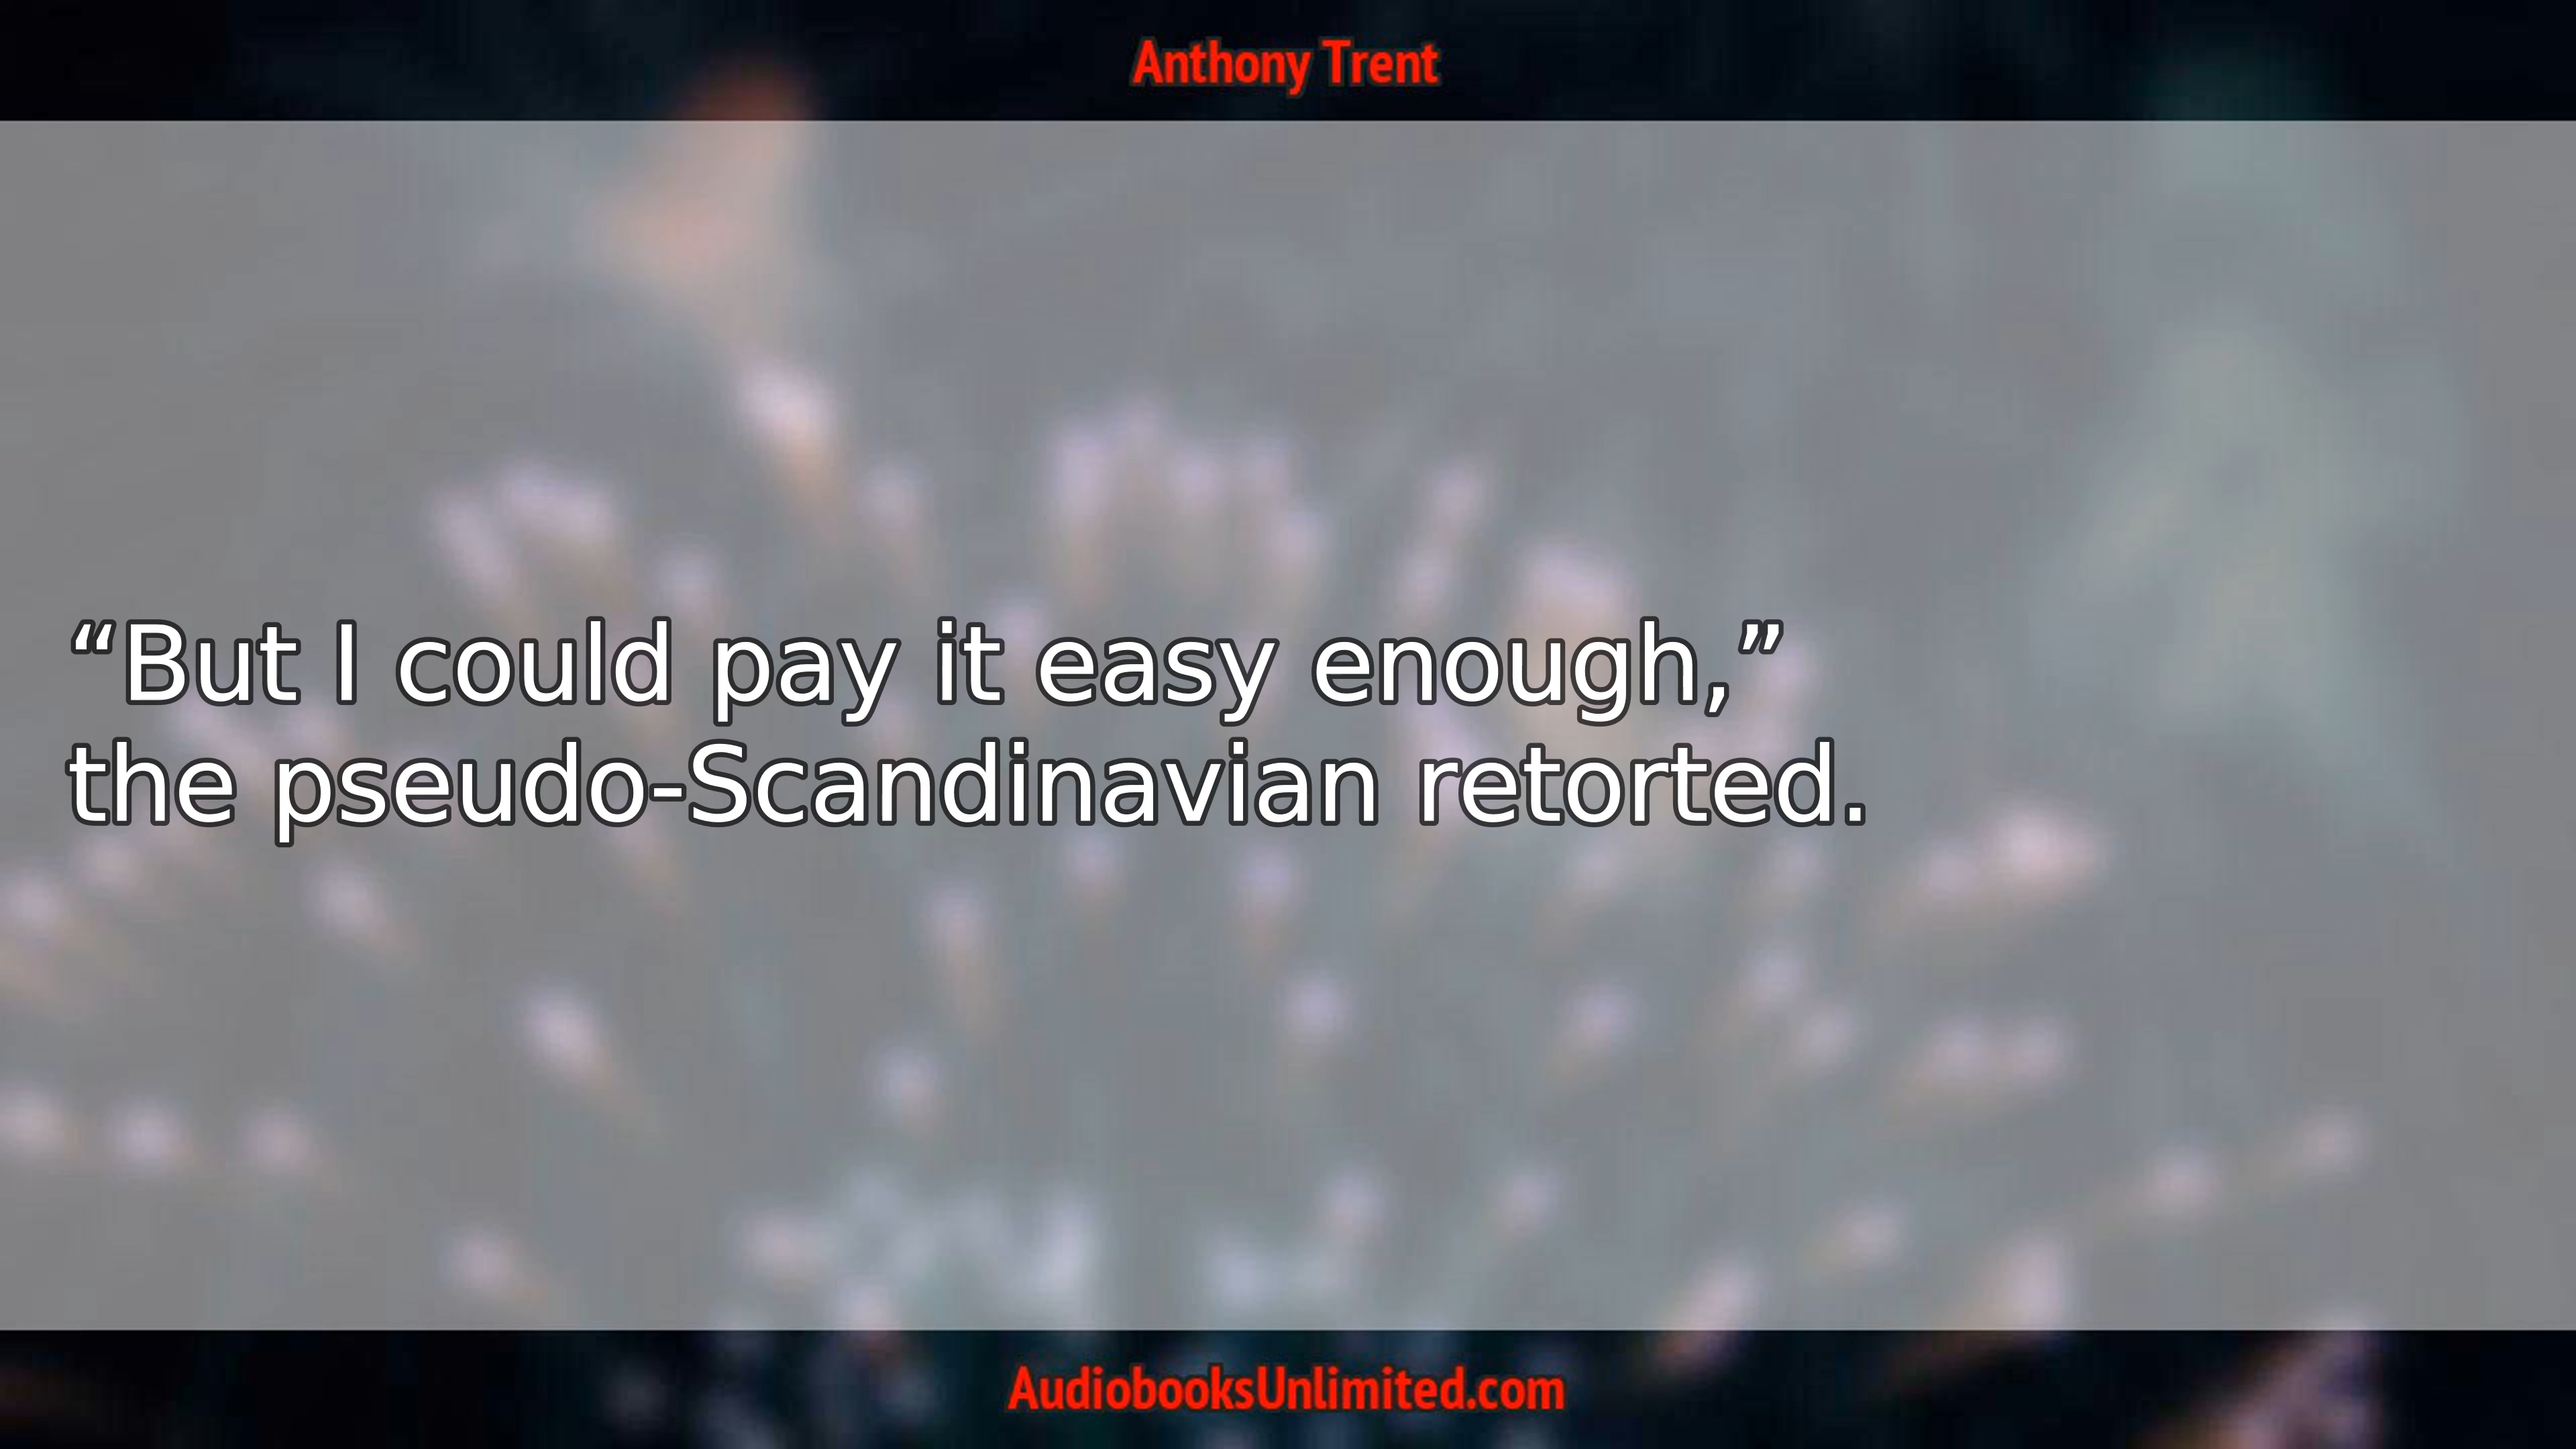 Anthony Trent
“But I could pay it easy enough,”
the pseudo-Scandinavian retorted.
AudiobooksUnlimited.com